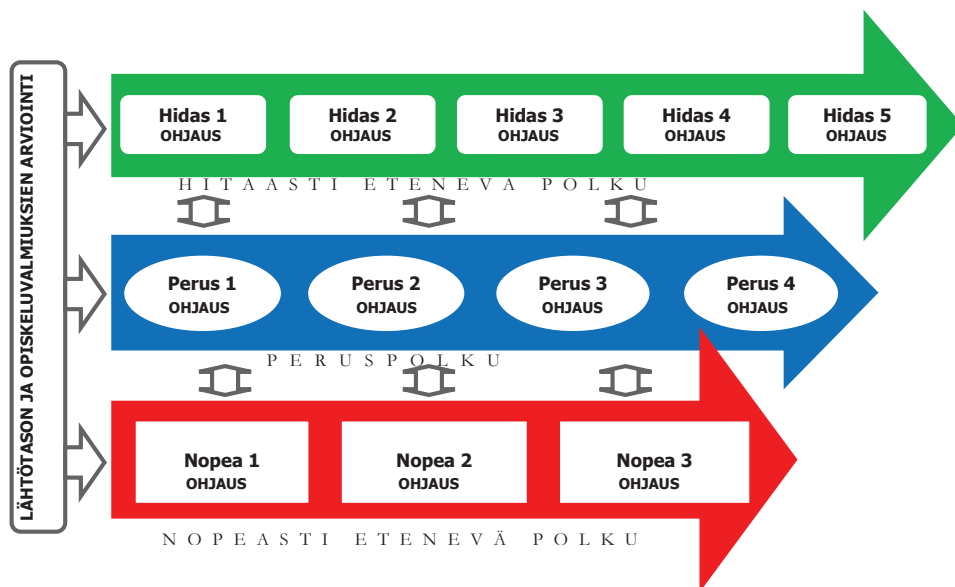 LÄHTÖTASON JA OPISKELUVALMIUKSIEN ARVIOINTI
Hidas 1
OHJAUS
Hidas 2
OHJAUS
Hidas 3
OHJAUS
Hidas 4
OHJAUS
Hidas 5
OHJAUS
HITAASTI ETENEVÄ POLKU
Perus 1
OHJAUS
Perus 2
OHJAUS
Perus 3
OHJAUS
Perus 4
OHJAUS
PERUSPOLKU
Nopea 1
OHJAUS
Nopea 2
OHJAUS
Nopea 3
OHJAUS
NOPEASTI ETENEVÄ POLKU